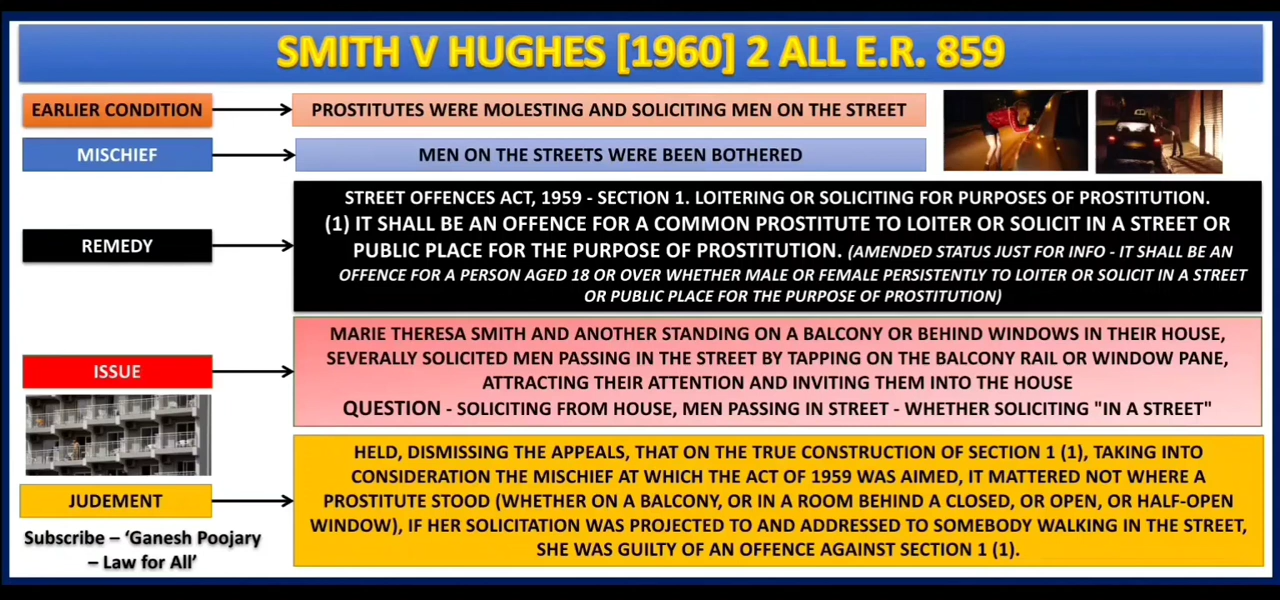 SMITH V HUGHES [1960] 2 ALL E.R. 859
EARLIER CONDITION
PROSTITUTES WERE MOLESTING AND SOLICITING MEN ON THE STREET
MISCHIEF
MEN ON THE STREETS WERE BEEN BOTHERED
REMEDY
STREET OFFENCES ACT, 1959 - SECTION 1. LOITERING OR SOLICITING FOR PURPOSES OF PROSTITUTION.
(1) IT SHALL BE AN OFFENCE FOR A COMMON PROSTITUTE TO LOITER OR SOLICIT IN A STREET OR
PUBLIC PLACE FOR THE PURPOSE OF PROSTITUTION. (AMENDED STATUS JUST FOR INFO - IT SHALL BE AN
OFFENCE FOR A PERSON AGED 18 OR OVER WHETHER MALE OR FEMALE PERSISTENTLY TO LOITER OR SOLICIT IN A STREET
OR PUBLIC PLACE FOR THE PURPOSE OF PROSTITUTION)
ISSUE
MARIE THERESA SMITH AND ANOTHER STANDING ON A BALCONY OR BEHIND WINDOWS IN THEIR HOUSE,
SEVERALLY SOLICITED MEN PASSING IN THE STREET BY TAPPING ON THE BALCONY RAIL OR WINDOW PANE,
ATTRACTING THEIR ATTENTION AND INVITING THEM INTO THE HOUSE
QUESTION - SOLICITING FROM HOUSE, MEN PASSING IN STREET - WHETHER SOLICITING "IN A STREET"
JUDEMENT
HELD, DISMISSING THE APPEALS, THAT ON THE TRUE CONSTRUCTION OF SECTION 1 (1), TAKING INTO
CONSIDERATION THE MISCHIEF AT WHICH THE ACT OF 1959 WAS AIMED, IT MATTERED NOT WHERE A
PROSTITUTE STOOD (WHETHER ON A BALCONY, OR IN A ROOM BEHIND A CLOSED, OR OPEN, OR HALF-OPEN
WINDOW), IF HER SOLICITATION WAS PROJECTED TO AND ADDRESSED TO SOMEBODY WALKING IN THE STREET,
SHE WAS GUILTY OF AN OFFENCE AGAINST SECTION 1 (1).
Subscribe – ‘Ganesh Poojary
– Law for All’